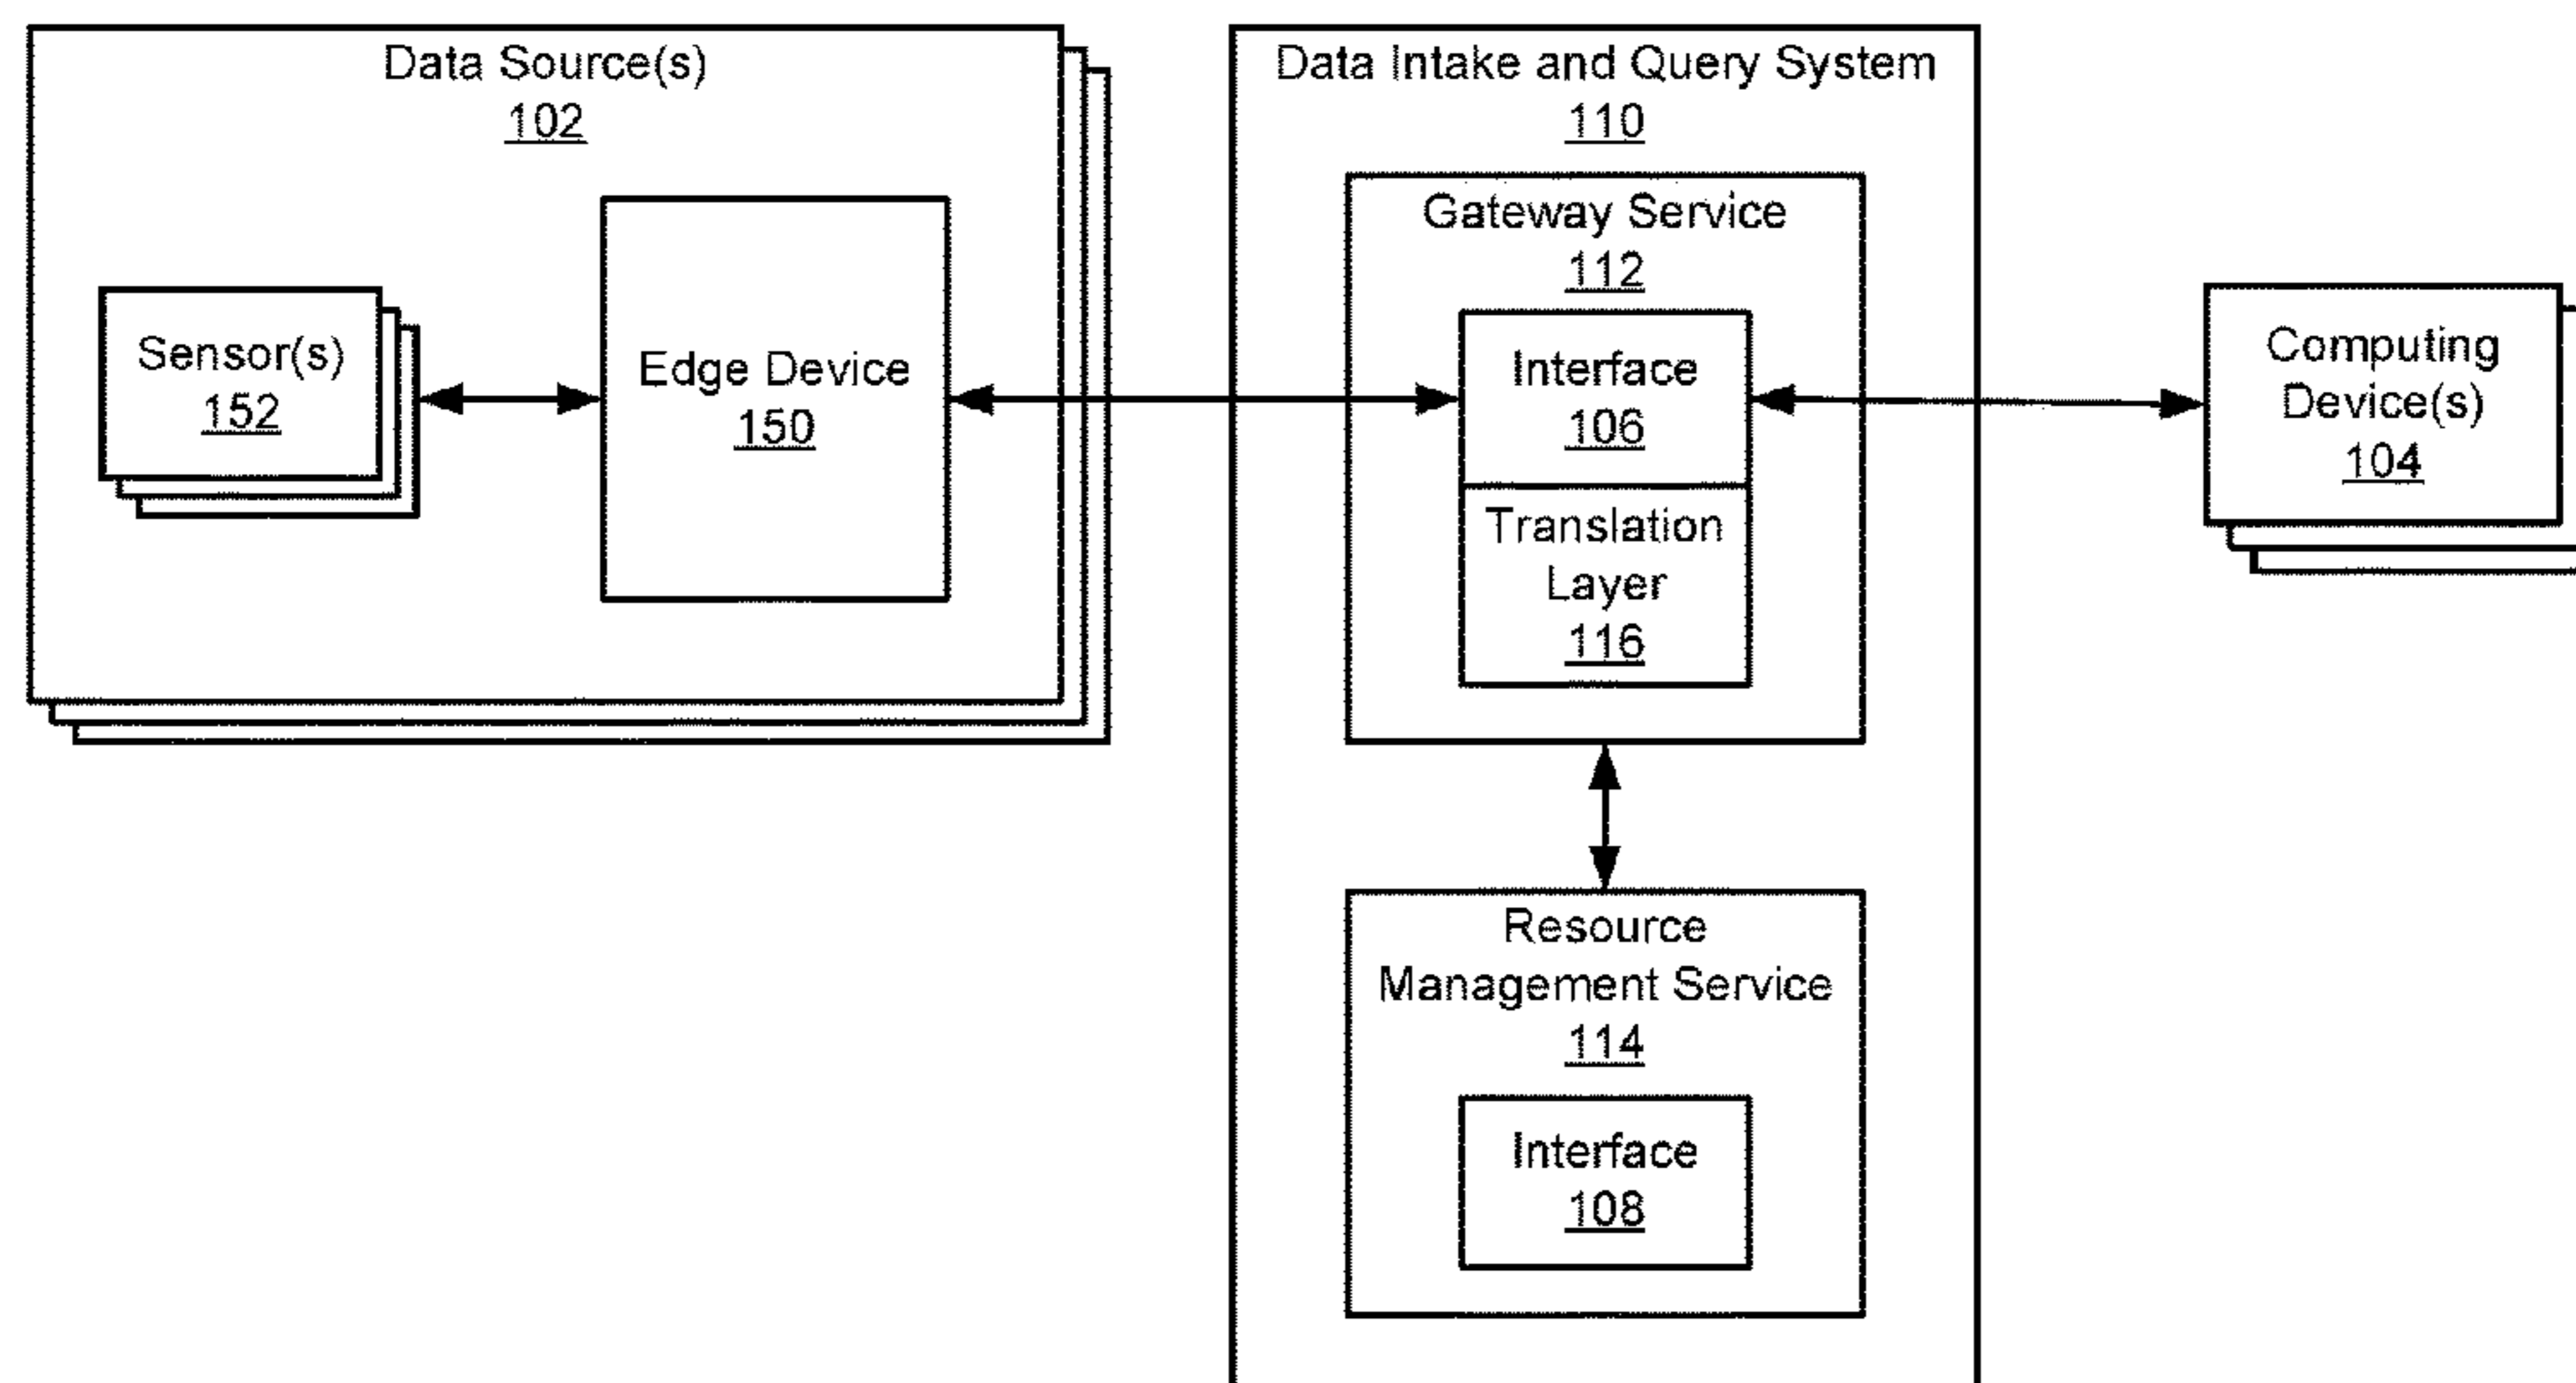 Data Source(s)
102
Sensor(s)
152
Edge Device
150
Data Intake and Query System
110
Gateway Service
112
Interface
106
Translation
Layer
116
Resource
Management Service
114
Interface
108
Computing
Device(s)
104